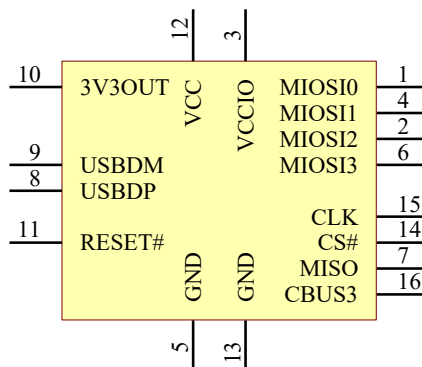 12 3
10 3V3OUT VCC VCCIO MIOSI0 1
MIOSI1 4
MIOSI2 2
9 USBDM MIOSI3 6
8 USBDP
CLK 15
11 RESET# CS# 14
GND GND MISO 7
CBUS3 16
5 13